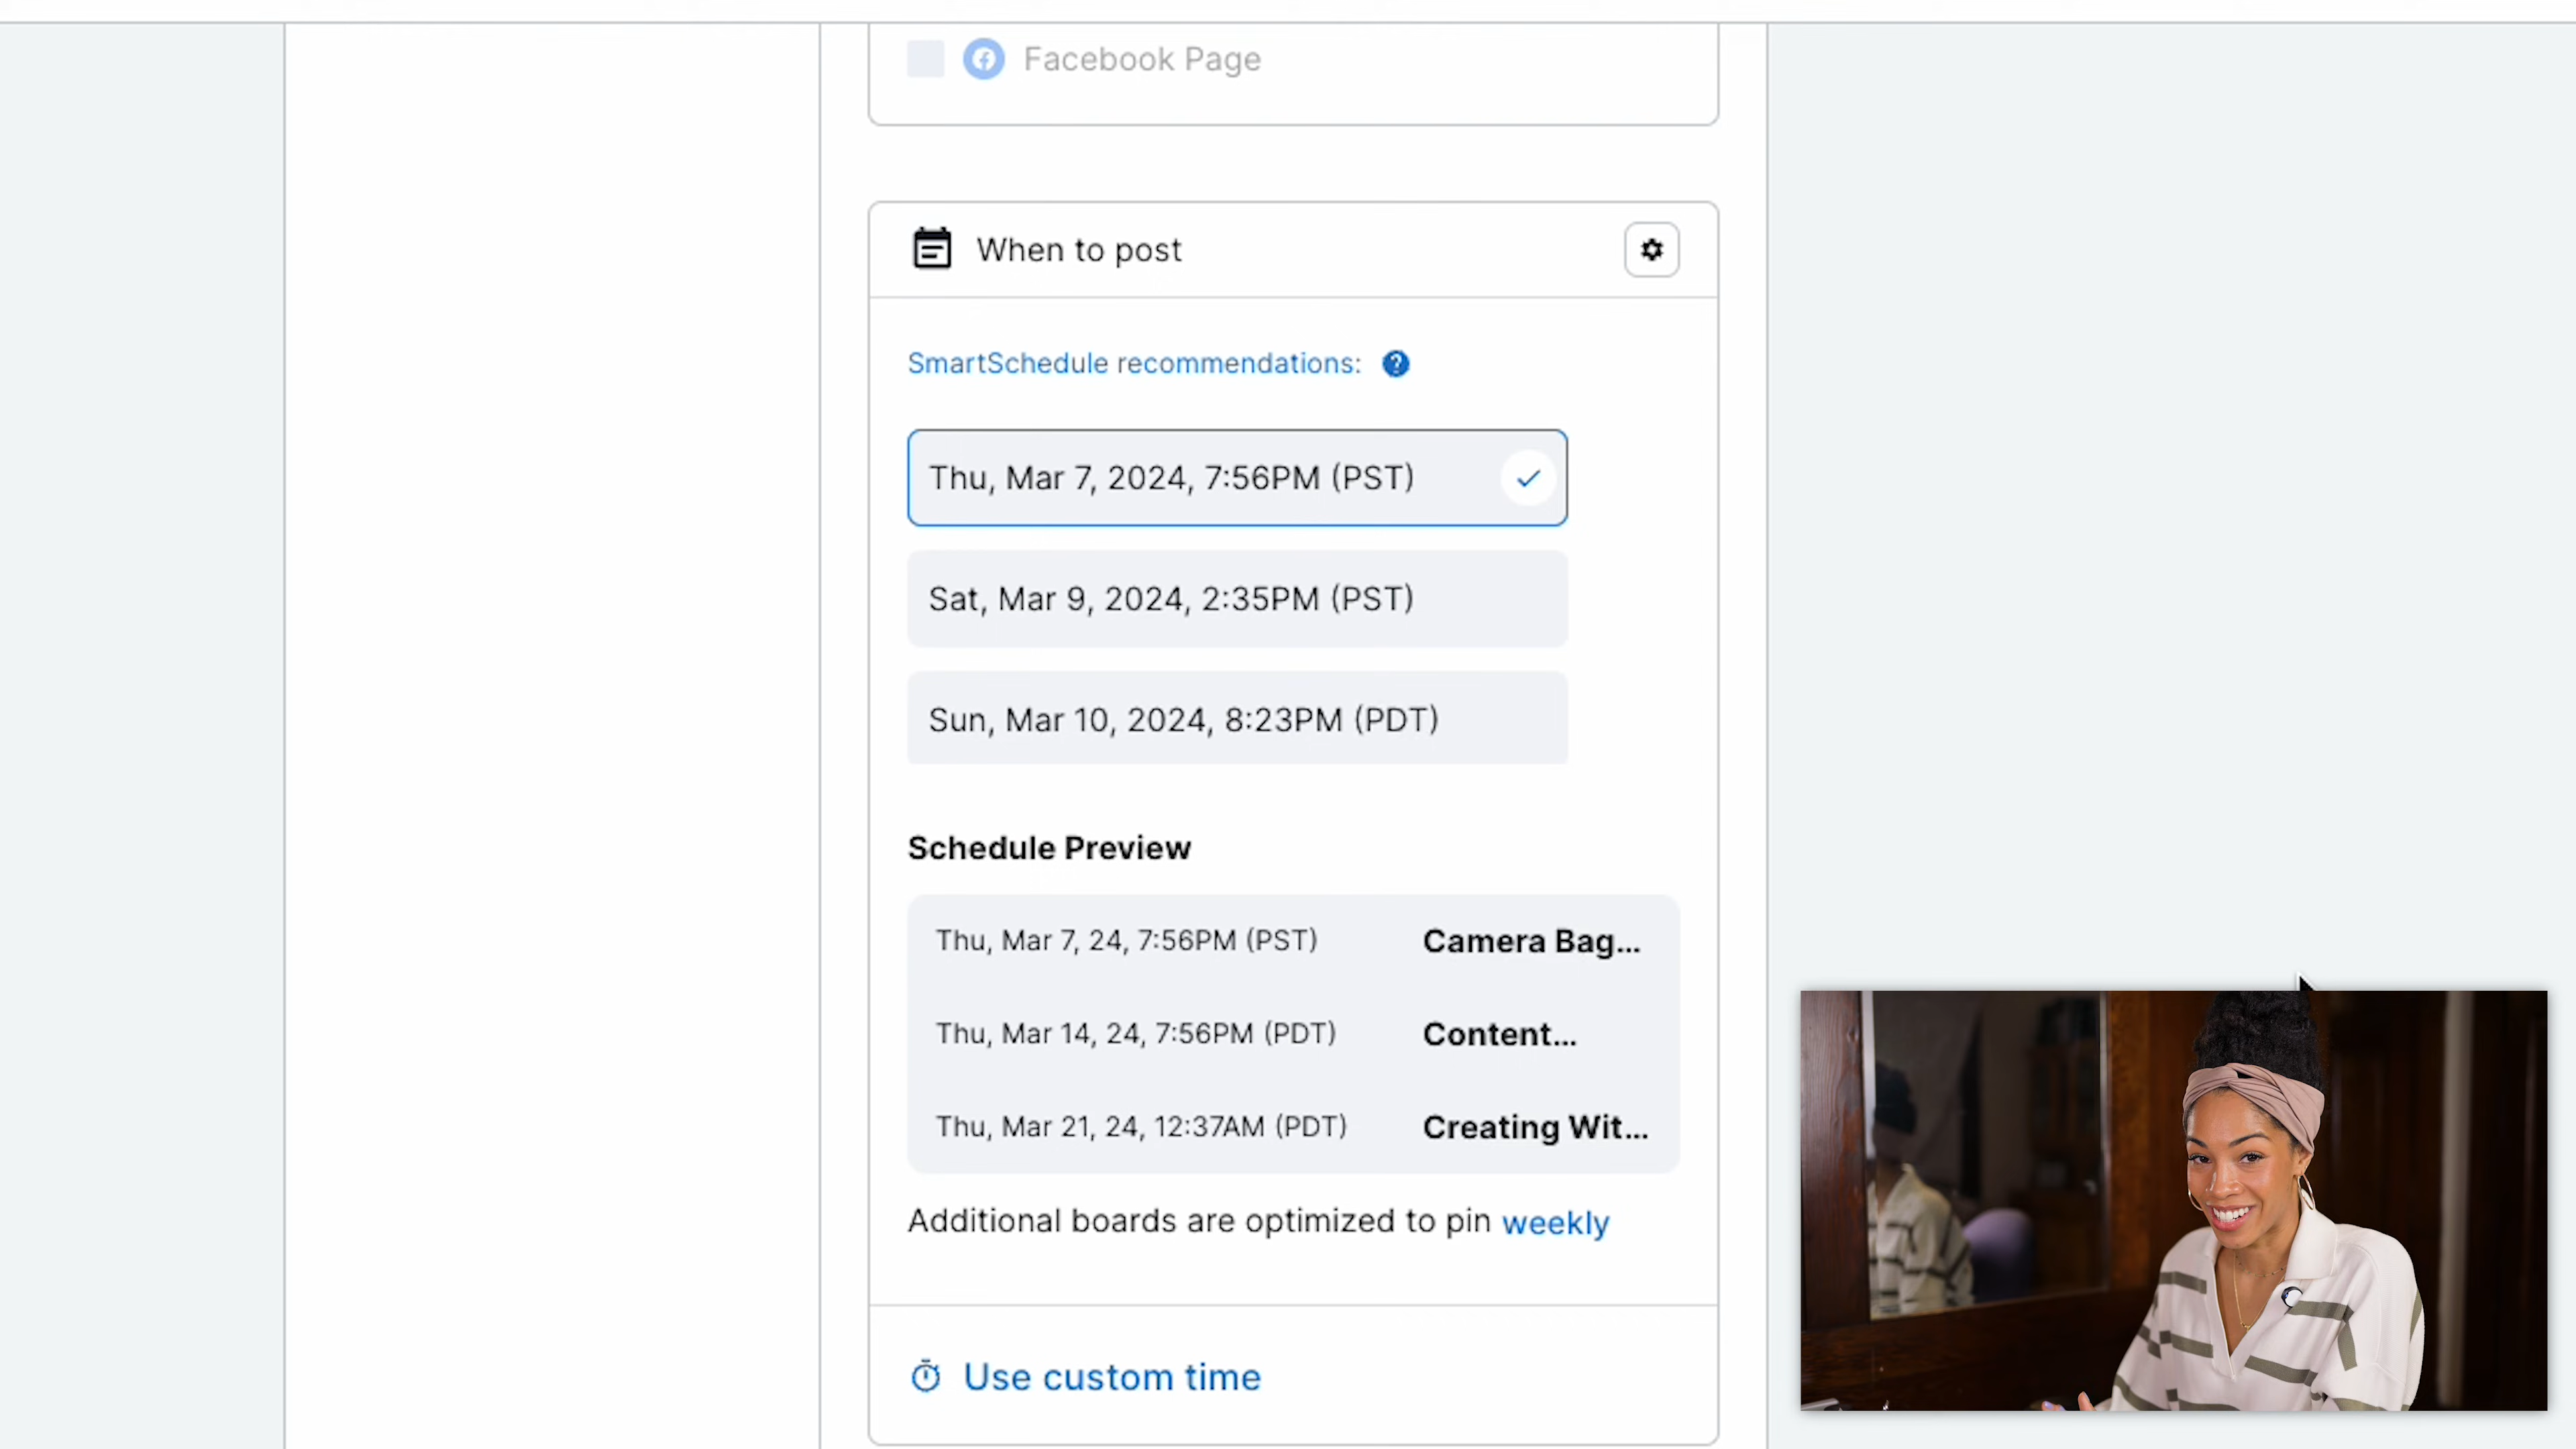 Facebook Page
When to post
SmartSchedule recommendations:
Thu, Mar 7, 2024, 7:56PM (PST)
Sat, Mar 9, 2024, 2:35PM (PST)
Sun, Mar 10, 2024, 8:23PM (PDT)
Schedule Preview
Thu, Mar 7, 24, 7:56PM (PST) Camera Bag...
Thu, Mar 14, 24, 7:56PM (PDT) Content...
Thu, Mar 21, 24, 12:37AM (PDT) Creating Wit...
Additional boards are optimized to pin weekly
Use custom time